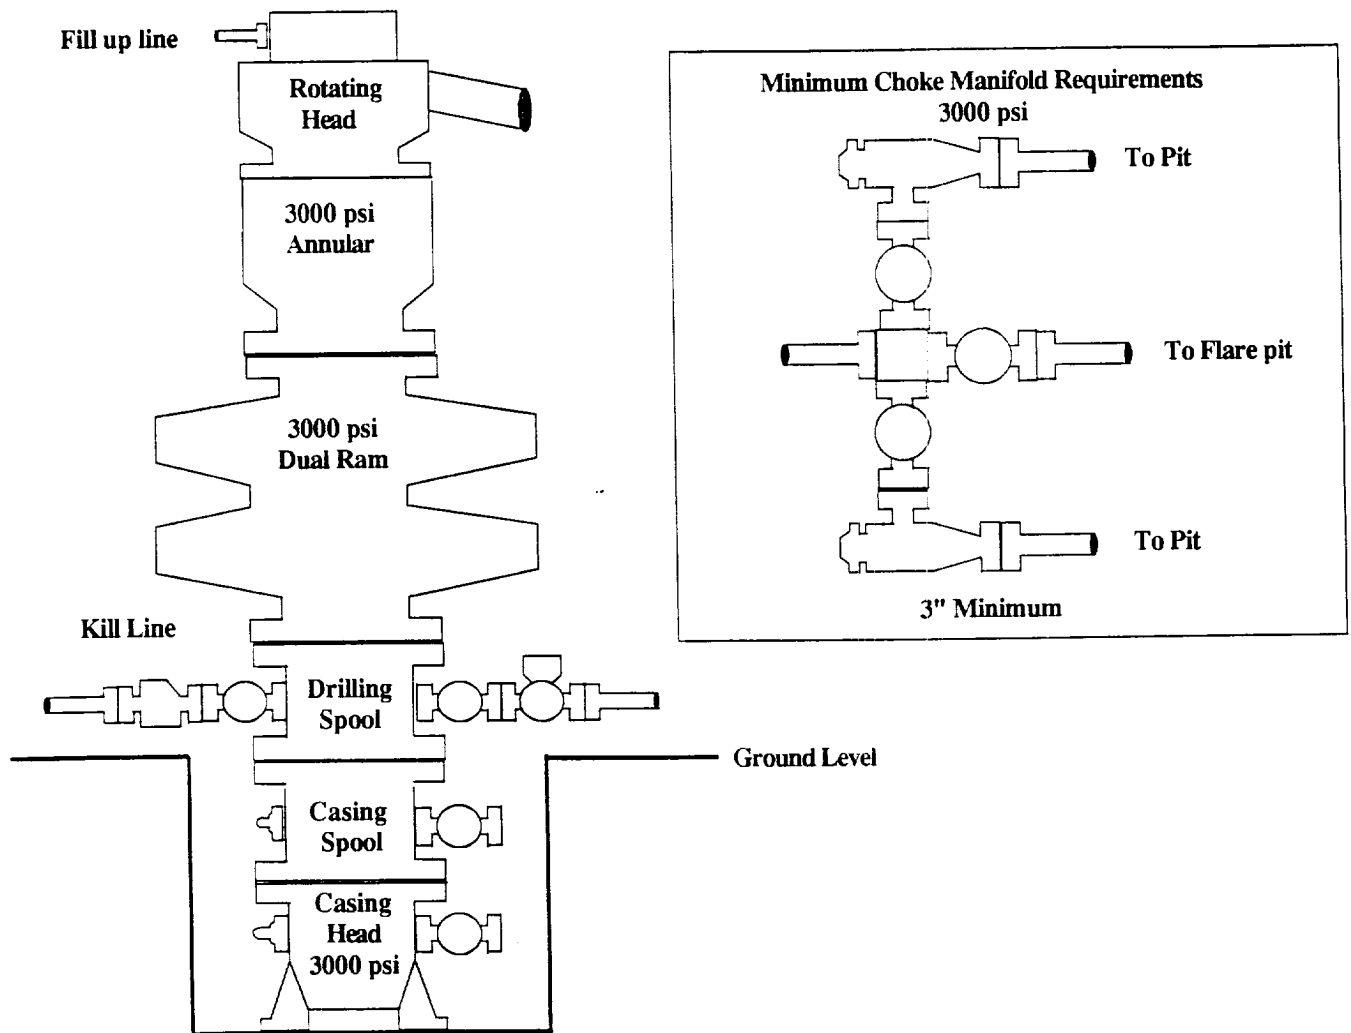 Fill up line
Rotating
Head
3000 psi
Annular
3000 psi
Dual Ram
Kill Line
Drilling
Spool
Ground Level
Casing
Spool
Casing
Head
3000 psi
Minimum Choke Manifold Requirements
3000 psi
To Pit
To Flare pit
To Pit
3" Minimum